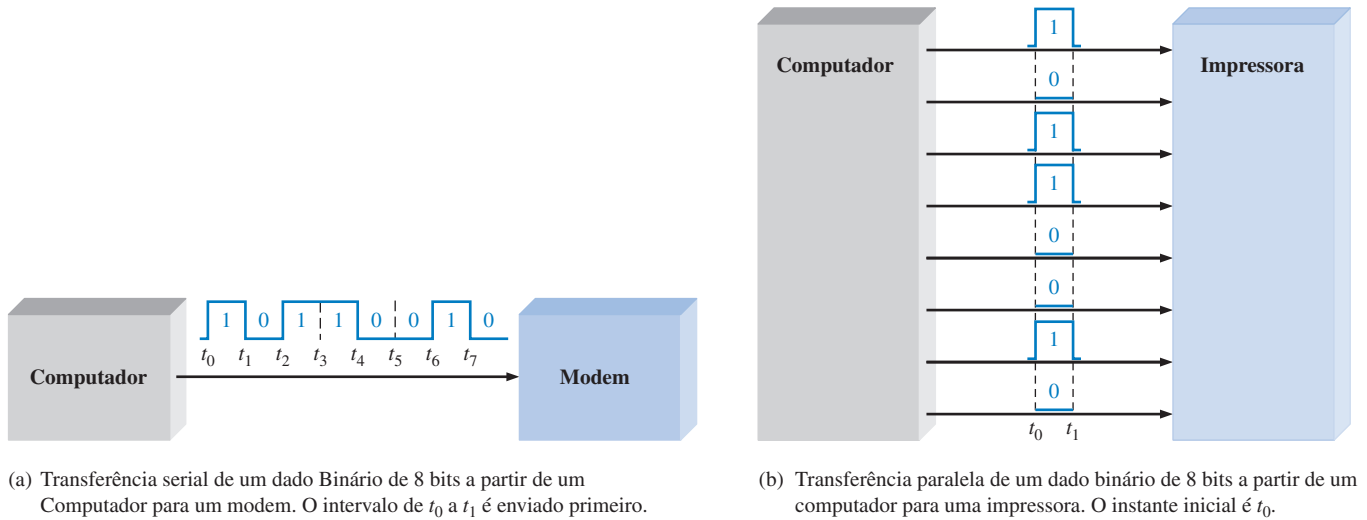 Computador
1 0 1 1 0 0 1 0
t0 t1 t2 t3 t4 t5 t6 t7
Modem
(a) Transferência serial de um dado Binário de 8 bits a partir de um
Computador para um modem. O intervalo de t0 a t1 é enviado primeiro.
Computador
1
0
1
1
0
0
1
0
t0 t1
Impressora
(b) Transferência paralela de um dado binário de 8 bits a partir de um
computador para uma impressora. O instante inicial é t0.